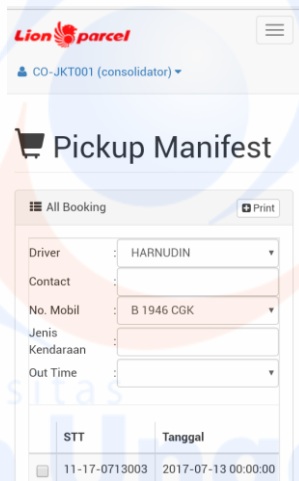 Lion parcel
CO-JKT001 (consolidator)
Pickup Manifest
All Booking Print
Driver : HARNUDIN
Contact :
No. Mobil : B 1946 CGK
Jenis
Kendaraan :
Out Time :
sitas
STT Tanggal
11-17-0713003 2017-07-13 00:00:00